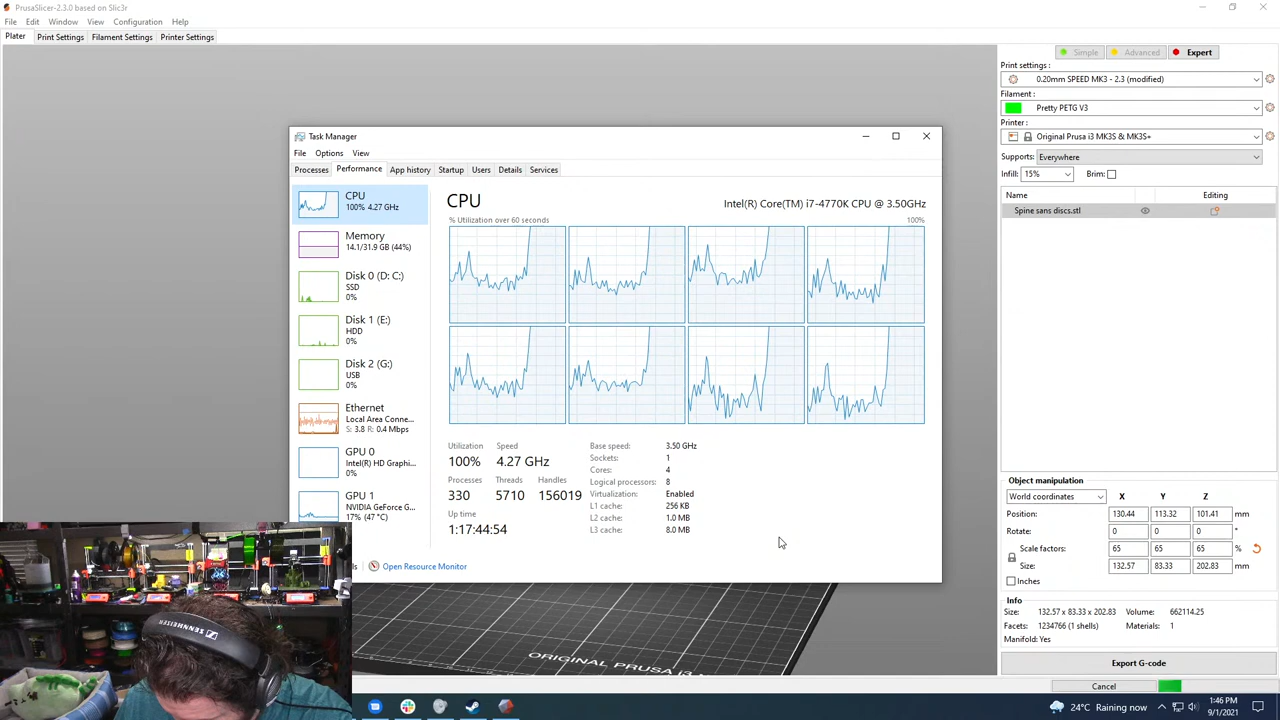 PrusaSlicer-2.3.0 based on Slic3r
File Edit Window View Configuration Help
Plater Print Settings Filament Settings Printer Settings
Simple Advanced Expert
Print settings :
0.20mm SPEED MK3 - 2.3 (modified)
Filament :
Pretty PETG V3
Printer :
Original Prusa i3 MK3S & MK3S+
Supports: Everywhere
Infill: 15% Brim:
Name Editing
Spine sans discs.stl
Task Manager
File Options View
Processes Performance App history Startup Users Details Services
CPU
100% 4.27 GHz
Memory
14.1/31.9 GB (44%)
Disk 0 (D: C:)
SSD
0%
Disk 1 (E:)
HDD
0%
Disk 2 (G:)
USB
0%
Ethernet
Local Area Conne...
S: 3.8 R: 0.4 Mbps
GPU 0
Intel(R) HD Graphi...
0%
GPU 1
NVIDIA GeForce G...
17% (47 °C)
CPU Intel(R) Core(TM) i7-4770K CPU @ 3.50GHz
% Utilization over 60 seconds 100%
Utilization Speed
100% 4.27 GHz
Processes Threads Handles
330 5710 156019
Up time
1:17:44:54
Base speed: 3.50 GHz
Sockets: 1
Cores: 4
Logical processors: 8
Virtualization: Enabled
L1 cache: 256 KB
L2 cache: 1.0 MB
L3 cache: 8.0 MB
Open Resource Monitor
Object manipulation
World coordinates X Y Z
Position: 130.44 113.32 101.41 mm
Rotate: 0 0 0 °
Scale factors: 65 65 65 %
Size: 132.57 83.33 202.83 mm
Inches
Info
Size: 132.57 x 83.33 x 202.83 Volume: 662114.25
Facets: 1234766 (1 shells) Materials: 1
Manifold: Yes
Export G-code
Cancel
ORIGINAL PRUSA i3
SENNHEISER
24°C Raining now
1:46 PM
9/1/2021